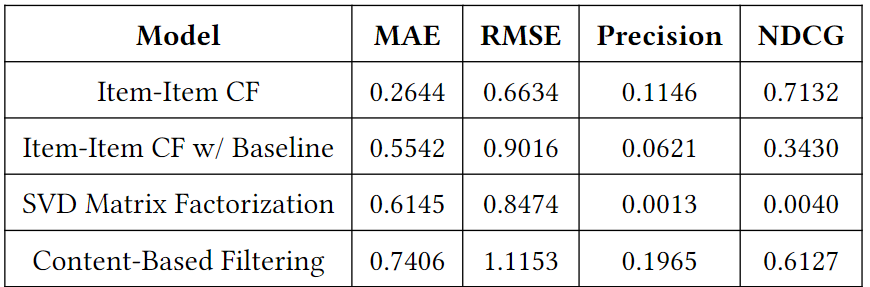 Model MAE RMSE Precision NDCG
Item-Item CF 0.2644 0.6634 0.1146 0.7132
Item-Item CF w/ Baseline 0.5542 0.9016 0.0621 0.3430
SVD Matrix Factorization 0.6145 0.8474 0.0013 0.0040
Content-Based Filtering 0.7406 1.1153 0.1965 0.6127